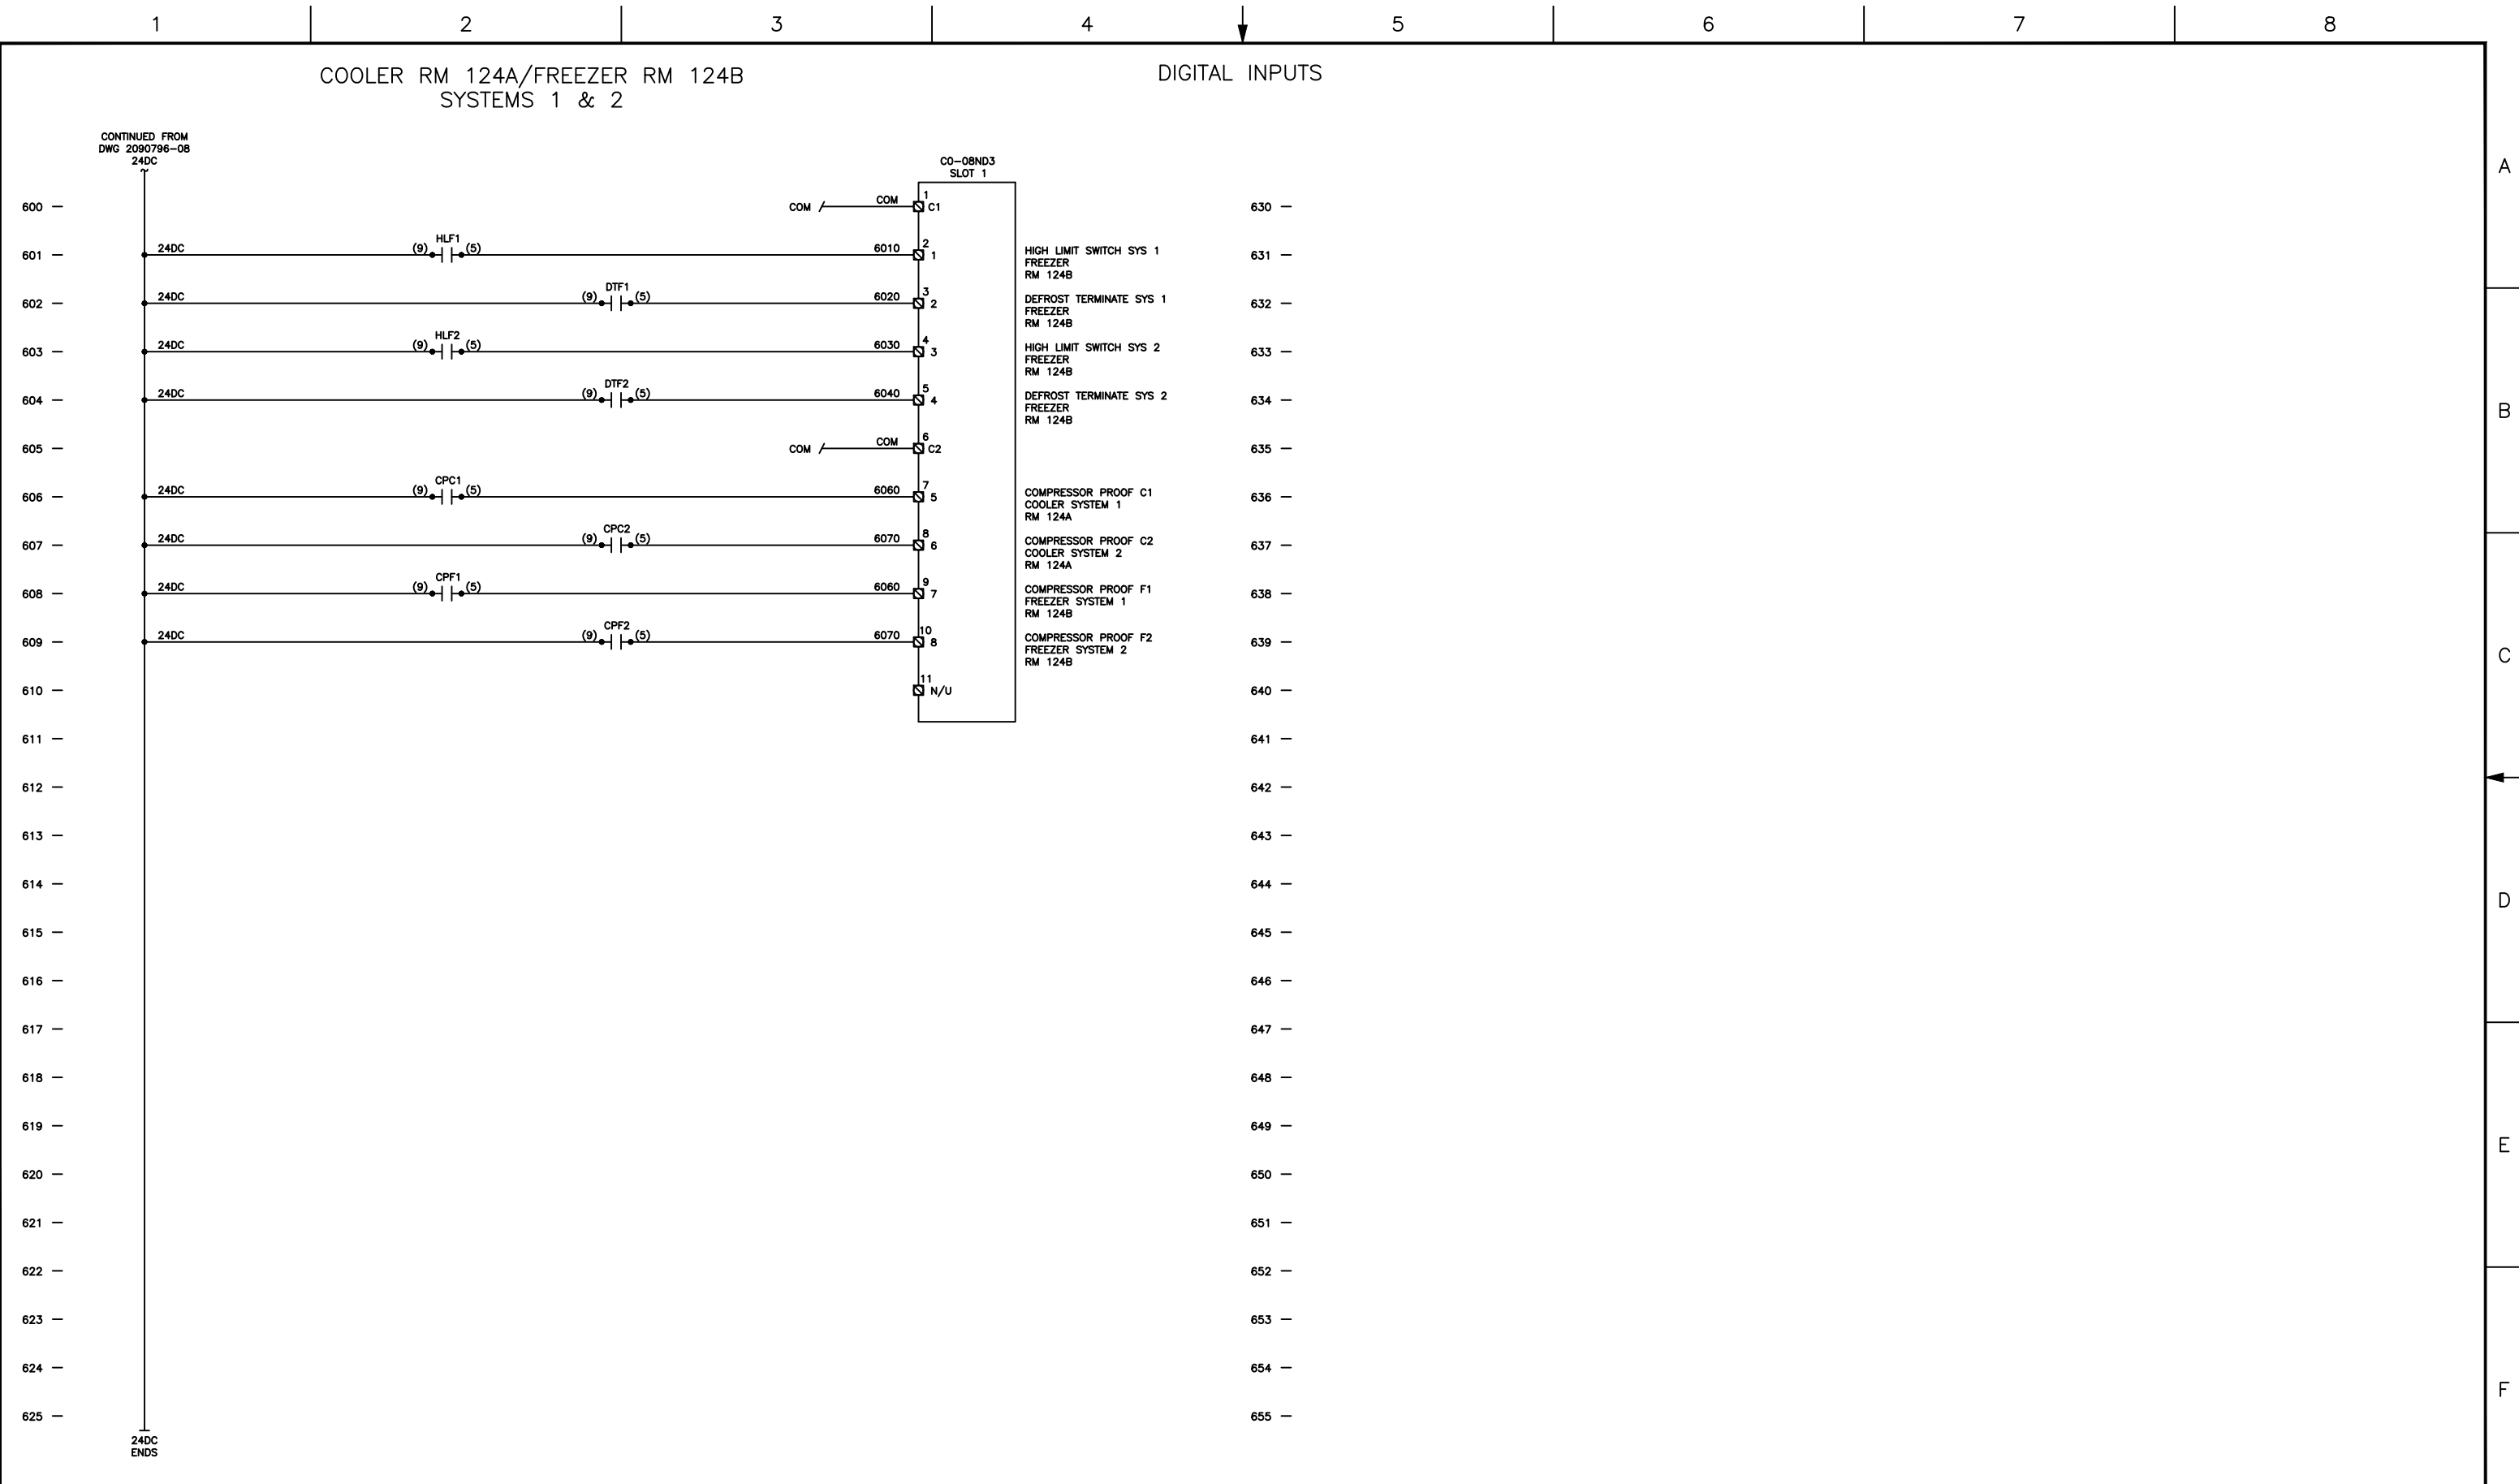 1 2 3 4 5 6 7 8
COOLER RM 124A/FREEZER RM 124B
SYSTEMS 1 & 2
DIGITAL INPUTS
CONTINUED FROM
DWG 2090796-08
24DC
C0-08ND3
SLOT 1
A
600 COM COM 1 C1 630
601 24DC (9) HLF1 (5) 6010 2 1 631
HIGH LIMIT SWITCH SYS 1
FREEZER
RM 124B
602 24DC (9) DTF1 (5) 6020 3 2 632
DEFROST TERMINATE SYS 1
FREEZER
RM 124B
603 24DC (9) HLF2 (5) 6030 4 3 633
HIGH LIMIT SWITCH SYS 2
FREEZER
RM 124B
604 24DC (9) DTF2 (5) 6040 5 4 634
DEFROST TERMINATE SYS 2
FREEZER
RM 124B
B
605 COM COM 6 C2 635
606 24DC (9) CPC1 (5) 6060 7 5 636
COMPRESSOR PROOF C1
COOLER SYSTEM 1
RM 124A
607 24DC (9) CPC2 (5) 6070 8 6 637
COMPRESSOR PROOF C2
COOLER SYSTEM 2
RM 124A
608 24DC (9) CPF1 (5) 6060 9 7 638
COMPRESSOR PROOF F1
FREEZER SYSTEM 1
RM 124B
609 24DC (9) CPF2 (5) 6070 10 8 639
COMPRESSOR PROOF F2
FREEZER SYSTEM 2
RM 124B
C
610 11 N/U 640
611 641
612 642
613 643
614 644
D
615 645
616 646
617 647
618 648
619 649
E
620 650
621 651
622 652
623 653
624 654
F
625 655
24DC
ENDS